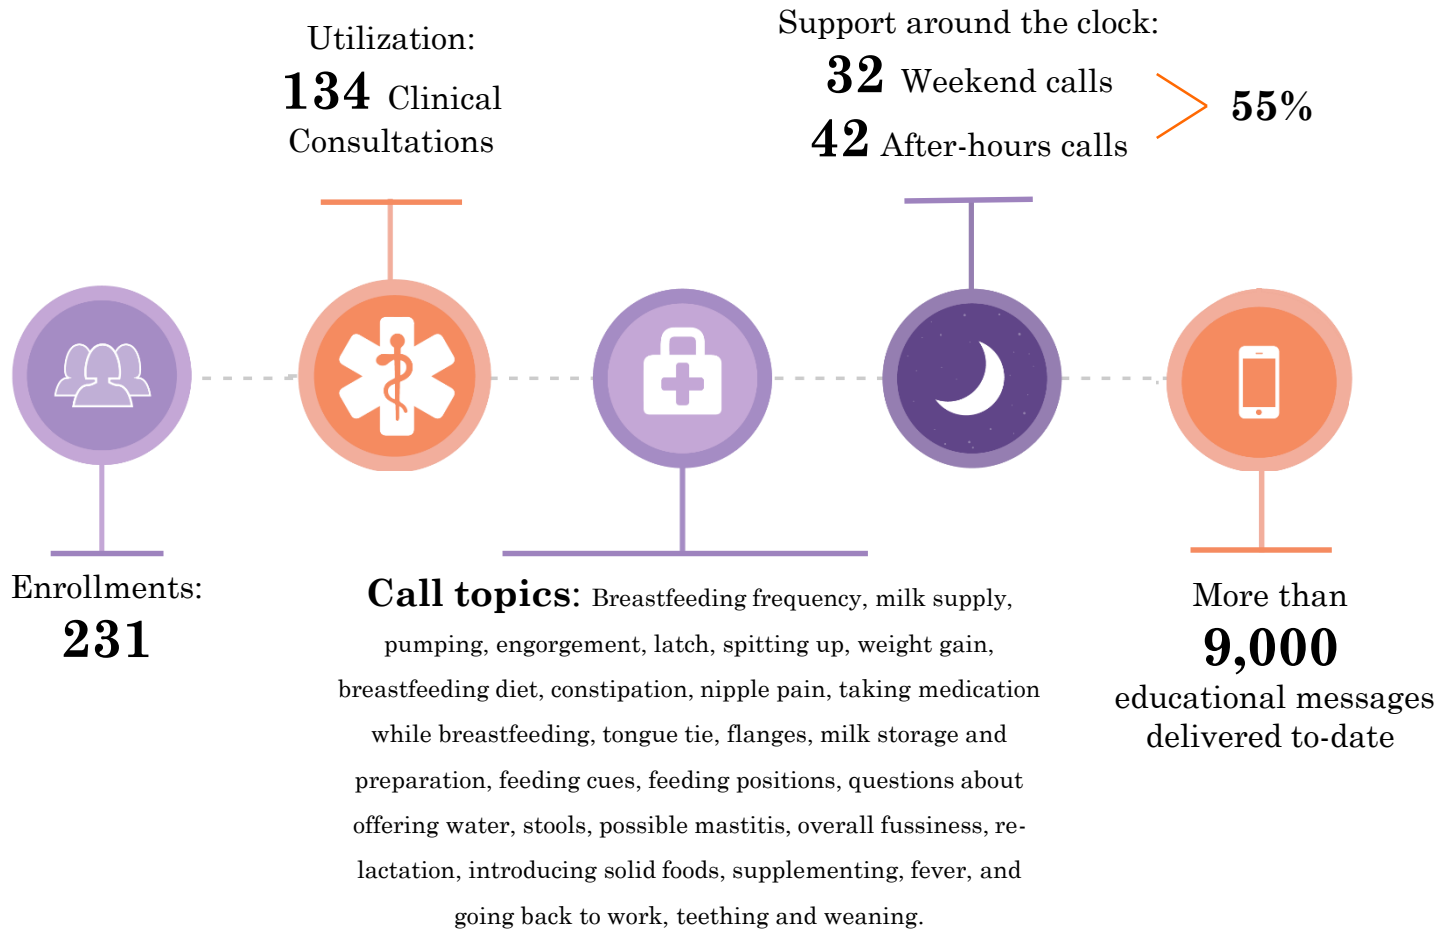 Utilization:
134 Clinical
Consultations
Support around the clock:
32 Weekend calls
42 After-hours calls
55%
Enrollments:
231
Call topics: Breastfeeding frequency, milk supply,
pumping, engorgement, latch, spitting up, weight gain,
breastfeeding diet, constipation, nipple pain, taking medication
while breastfeeding, tongue tie, flanges, milk storage and
preparation, feeding cues, feeding positions, questions about
offering water, stools, possible mastitis, overall fussiness, re-
lactation, introducing solid foods, supplementing, fever, and
going back to work, teething and weaning.
More than
9,000
educational messages
delivered to-date